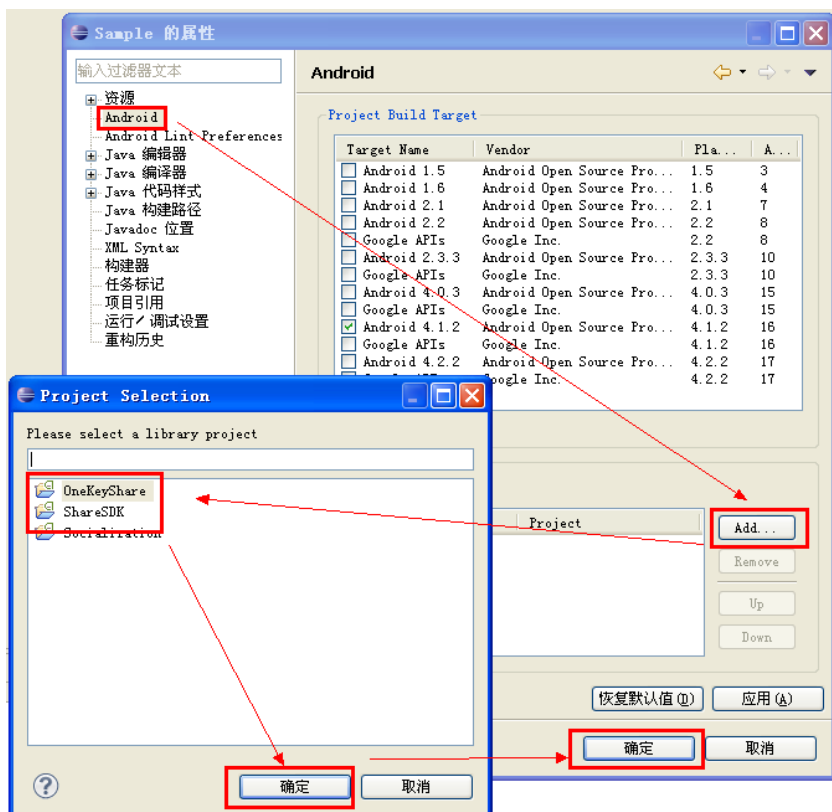 Sample 的属性
输入过滤器文本
资源
Android
Android Lint Preferences
Java 编辑器
Java 编译器
Java 代码样式
Java 构建路径
Javadoc 位置
XML Syntax
构建器
任务标记
项目引用
运行/调试设置
重构历史
Android
Project Build Target
Target Name Vendor Pla... A...
Android 1.5 Android Open Source Pro... 1.5 3
Android 1.6 Android Open Source Pro... 1.6 4
Android 2.1 Android Open Source Pro... 2.1 7
Android 2.2 Android Open Source Pro... 2.2 8
Google APIs Google Inc. 2.2 8
Android 2.3.3 Android Open Source Pro... 2.3.3 10
Google APIs Google Inc. 2.3.3 10
Android 4.0.3 Android Open Source Pro... 4.0.3 15
Google APIs Google Inc. 4.0.3 15
Android 4.1.2 Android Open Source Pro... 4.1.2 16
Google APIs Google Inc. 4.1.2 16
Android 4.2.2 Android Open Source Pro... 4.2.2 17
Google Inc. 4.2.2 17
Project
Add...
Remove
Up
Down
恢复默认值(D) 应用(A)
确定 取消
Project Selection
Please select a library project
OneKeyShare
ShareSDK
Socialization
确定 取消